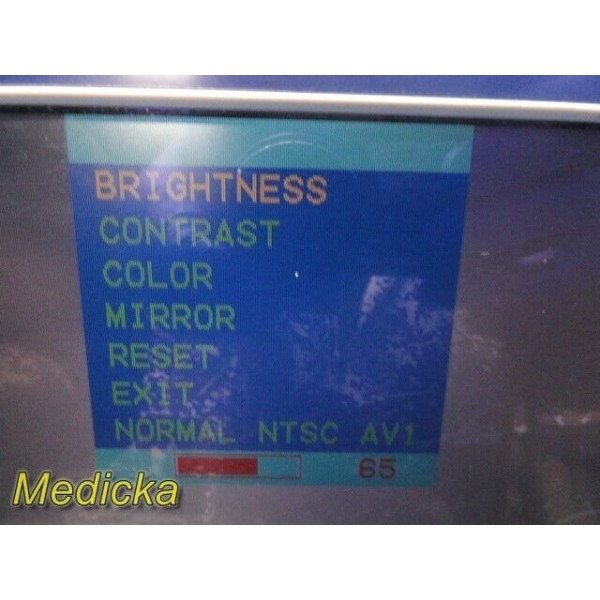 BRIGHTNESS
CONTRAST
COLOR
MIRROR
RESET
EXIT
NORMAL NTSC AV1
65
Medicka